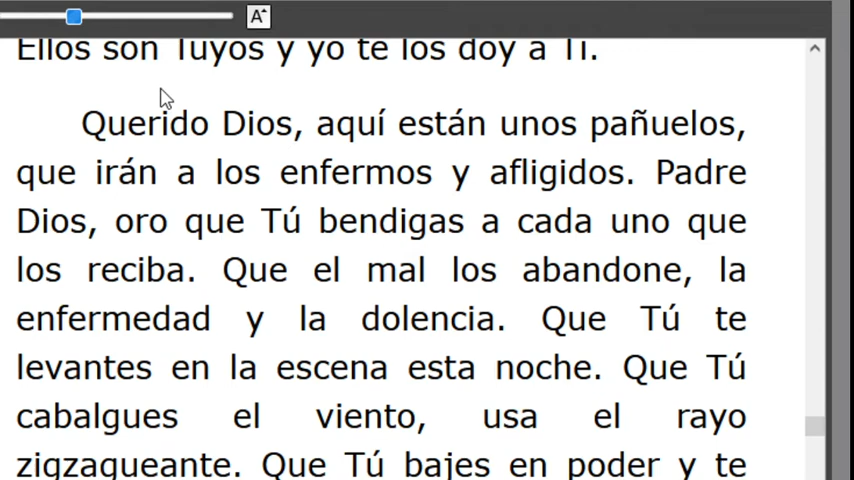 A
Ellos son Tuyos y yo te los doy a Ti.
Querido Dios, aquí están unos pañuelos,
que irán a los enfermos y afligidos. Padre
Dios, oro que Tú bendigas a cada uno que
los reciba. Que el mal los abandone, la
enfermedad y la dolencia. Que Tú te
levantes en la escena esta noche. Que Tú
cabalgues el viento, usa el rayo
zigzagueante. Que Tú bajes en poder y te